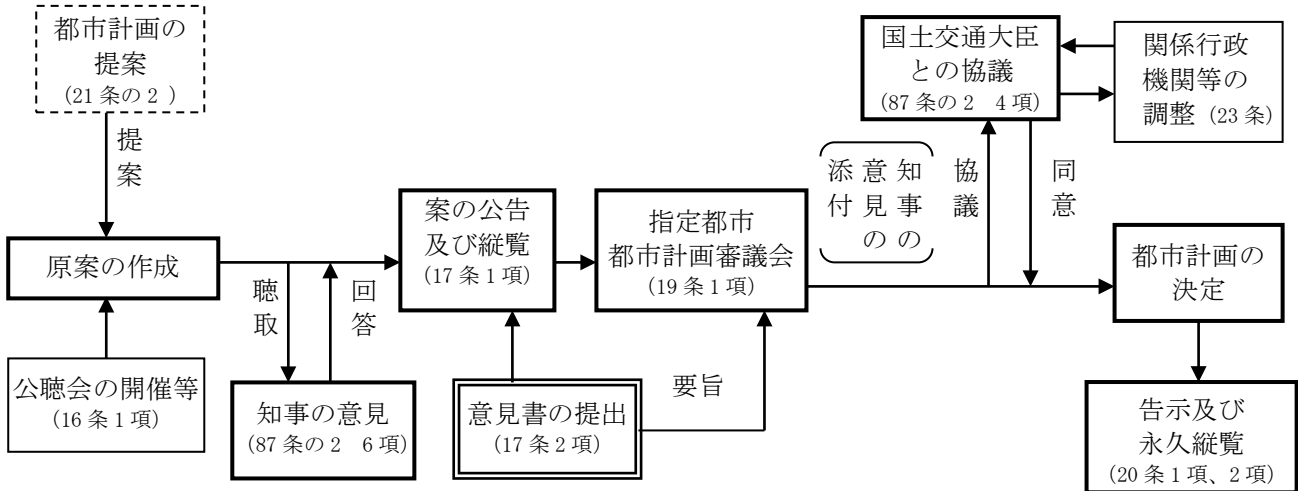 都市計画の
提案
(21条の2 )
提案
原案の作成
公聴会の開催等
(16条1項)
聴取
回答
知事の意見
(87条の2 6項)
案の公告
及び縦覧
(17条1項)
意見書の提出
(17条2項)
要旨
指定都市
都市計画審議会
(19条1項)
知事の
意見の
添付
協議
同意
国土交通大臣
との協議
(87条の2 4項)
関係行政
機関等の
調整(23条)
都市計画の
決定
告示及び
永久縦覧
(20条1項、2項)